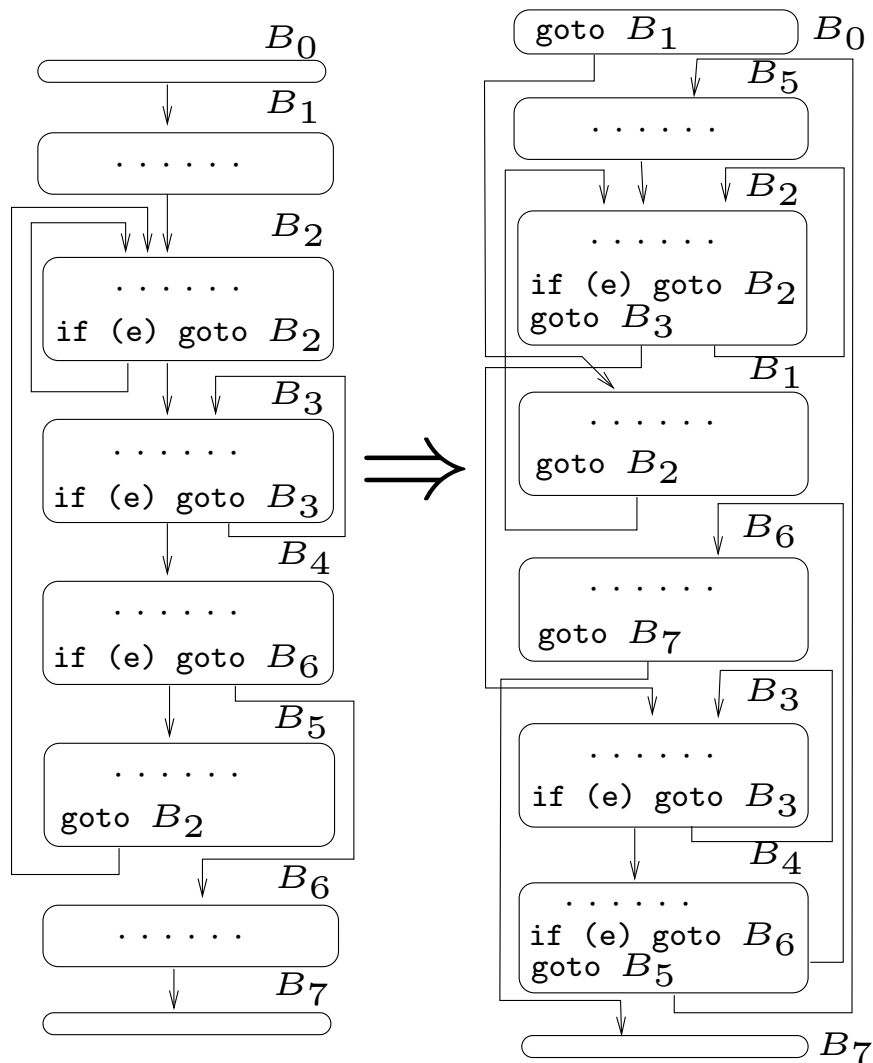 B0
B1
. . . . . .
B2
. . . . . .
if (e) goto B2
B3
. . . . . .
if (e) goto B3
B4
. . . . . .
if (e) goto B6
B5
. . . . . .
goto B2
B6
. . . . . .
B7
⇒
goto B1 B0
B5
. . . . . .
B2
. . . . . .
if (e) goto B2
goto B3
B1
. . . . . .
goto B2
B6
. . . . . .
goto B7
B3
. . . . . .
if (e) goto B3
B4
. . . . . .
if (e) goto B6
goto B5
B7